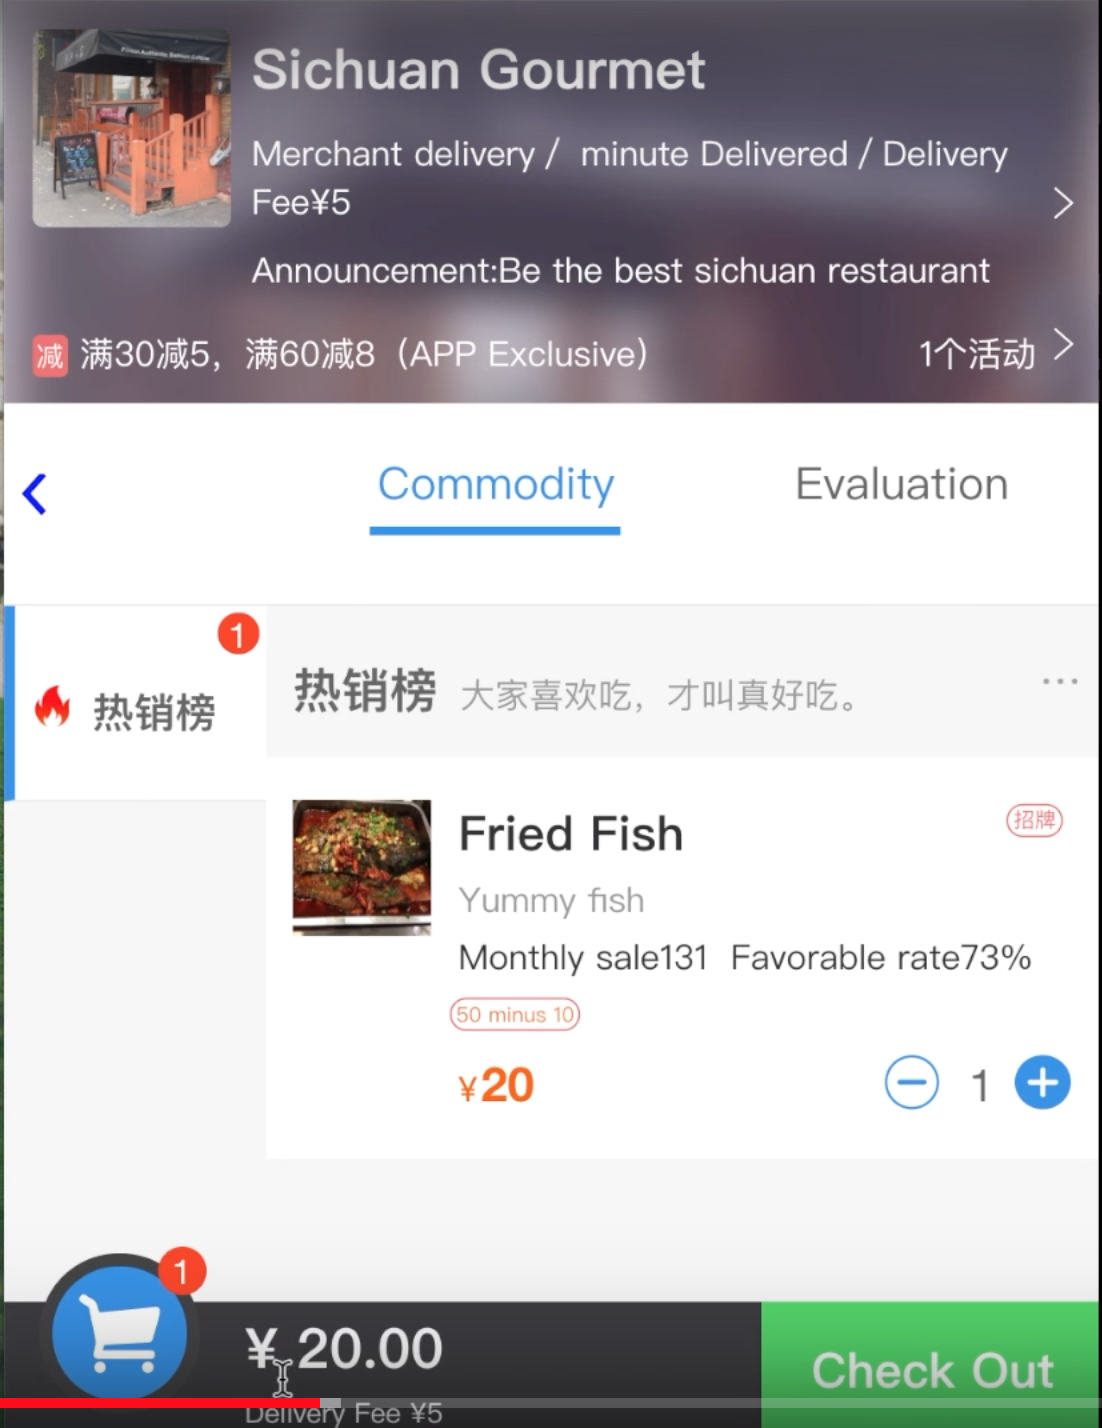 Sichuan Gourmet
Merchant delivery /  minute Delivered / Delivery
Fee¥5
Announcement:Be the best sichuan restaurant
减 满30减5，满60减8（APP Exclusive）
1个活动
Commodity
Evaluation
1
热销榜
热销榜 大家喜欢吃，才叫真好吃。
...
Fried Fish
招牌
Yummy fish
Monthly sale131  Favorable rate73%
50 minus 10
¥20
1
1
¥ 20.00
Delivery Fee ¥5
Check Out